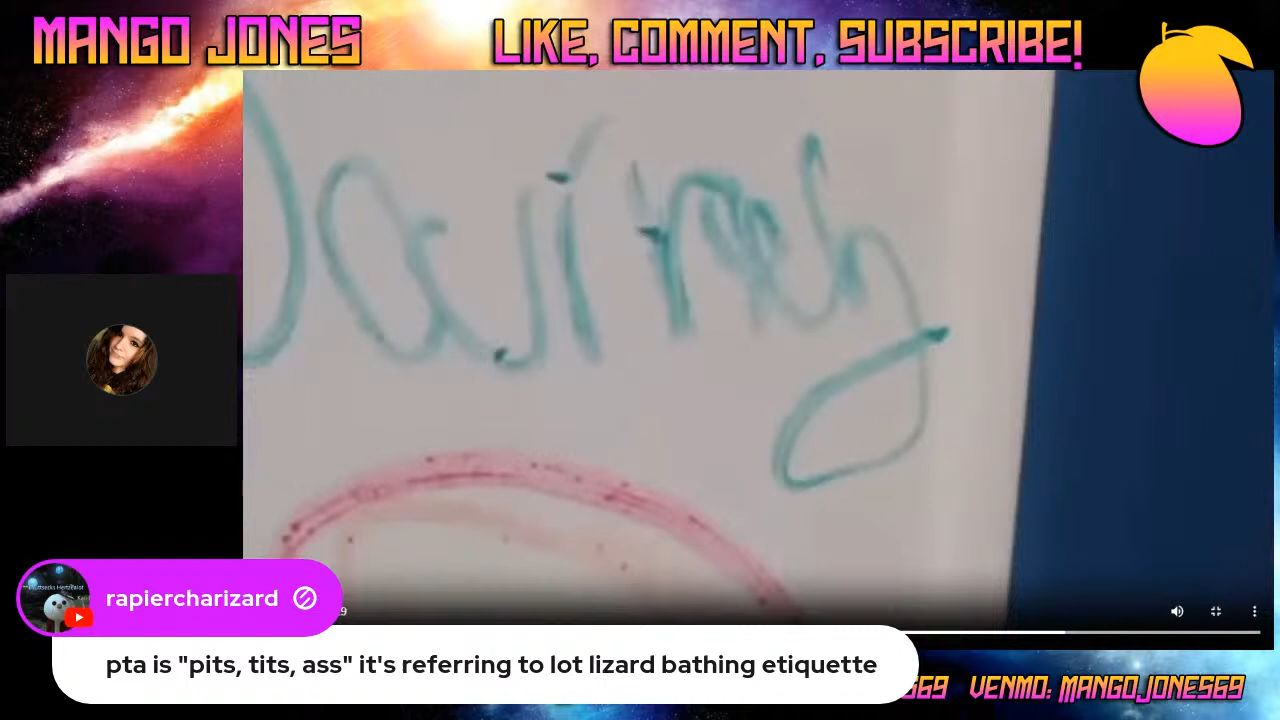 MANGO JONES
LIKE, COMMENT, SUBSCRIBE!
rapiercharizard
pta is "pits, tits, ass" it's referring to lot lizard bathing etiquette
VENMO: MANGOJONES69